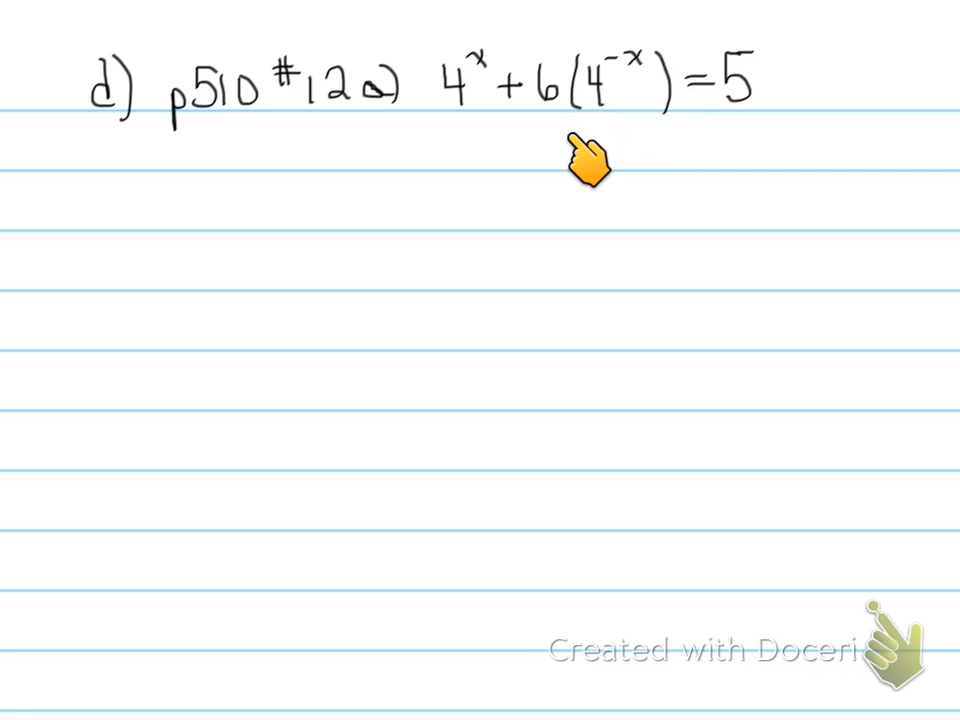 d) p510 #12a) 4^x + 6(4^-x) = 5
Created with Doceri